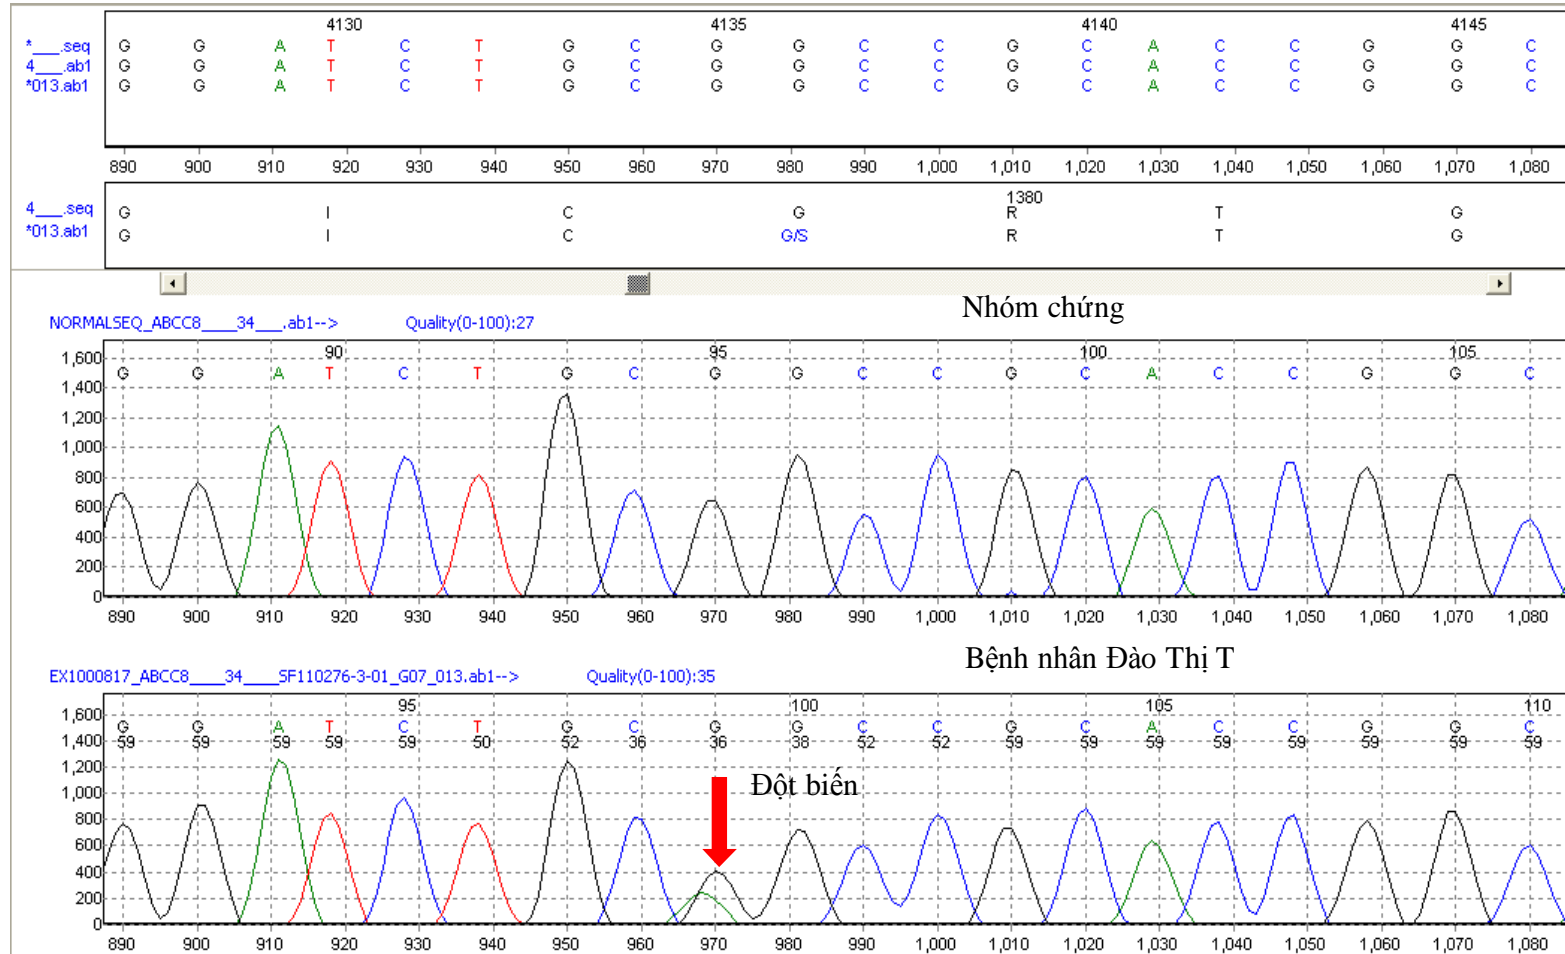 4130 4135 4140 4145
*___.seq G G A T C T G C G G C C G C A C C G G C
4___.ab1 G G A T C T G C G G C C G C A C C G G C
*013.ab1 G G A T C T G C G G C C G C A C C G G C
890 900 910 920 930 940 950 960 970 980 990 1,000 1,010 1,020 1,030 1,040 1,050 1,060 1,070 1,080
1380
4___.seq G I C G R T G
*013.ab1 G I C G/S R T G
Nhóm chứng
NORMALSEQ_ABCC8____34___.ab1--> Quality(0-100):27
1,600 90 95 100 105
G G A T C T G C G G C C G C A C C G G C
1,400
1,200
1,000
800
600
400
200
0
890 900 910 920 930 940 950 960 970 980 990 1,000 1,010 1,020 1,030 1,040 1,050 1,060 1,070 1,080
Bệnh nhân Đào Thị T
EX1000817_ABCC8____34____SF110276-3-01_G07_013.ab1--> Quality(0-100):35
1,600 95 100 105 110
G G A T C T G C G G C C G C A C C G G C
1,400 59 59 59 59 59 50 52 36 36 38 52 52 59 59 59 59 59 59 59 59
1,200
Đột biến
1,000
800
600
400
200
0
890 900 910 920 930 940 950 960 970 980 990 1,000 1,010 1,020 1,030 1,040 1,050 1,060 1,070 1,080